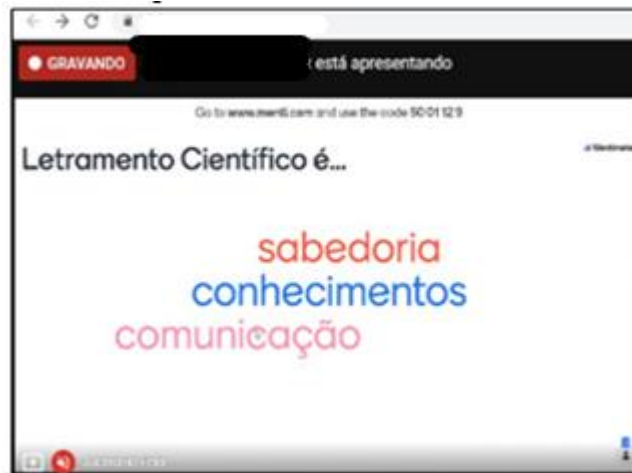 GRAVANDO está apresentando
Go to www.menti.com and use the code 50 01 12 9
Letramento Científico é...
Mentimeter
sabedoria
conhecimentos
comunicação